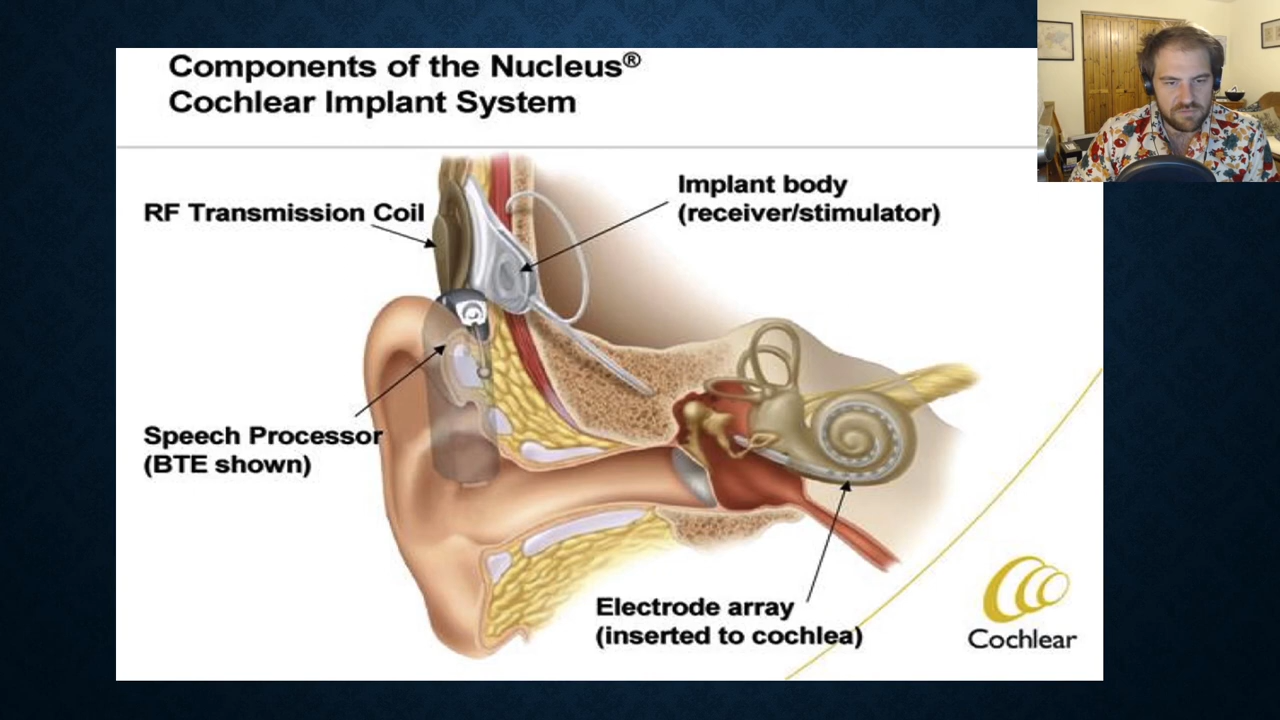 Components of the Nucleus®
Cochlear Implant System
RF Transmission Coil
Implant body
(receiver/stimulator)
Speech Processor
(BTE shown)
Electrode array
(inserted to cochlea)
Cochlear